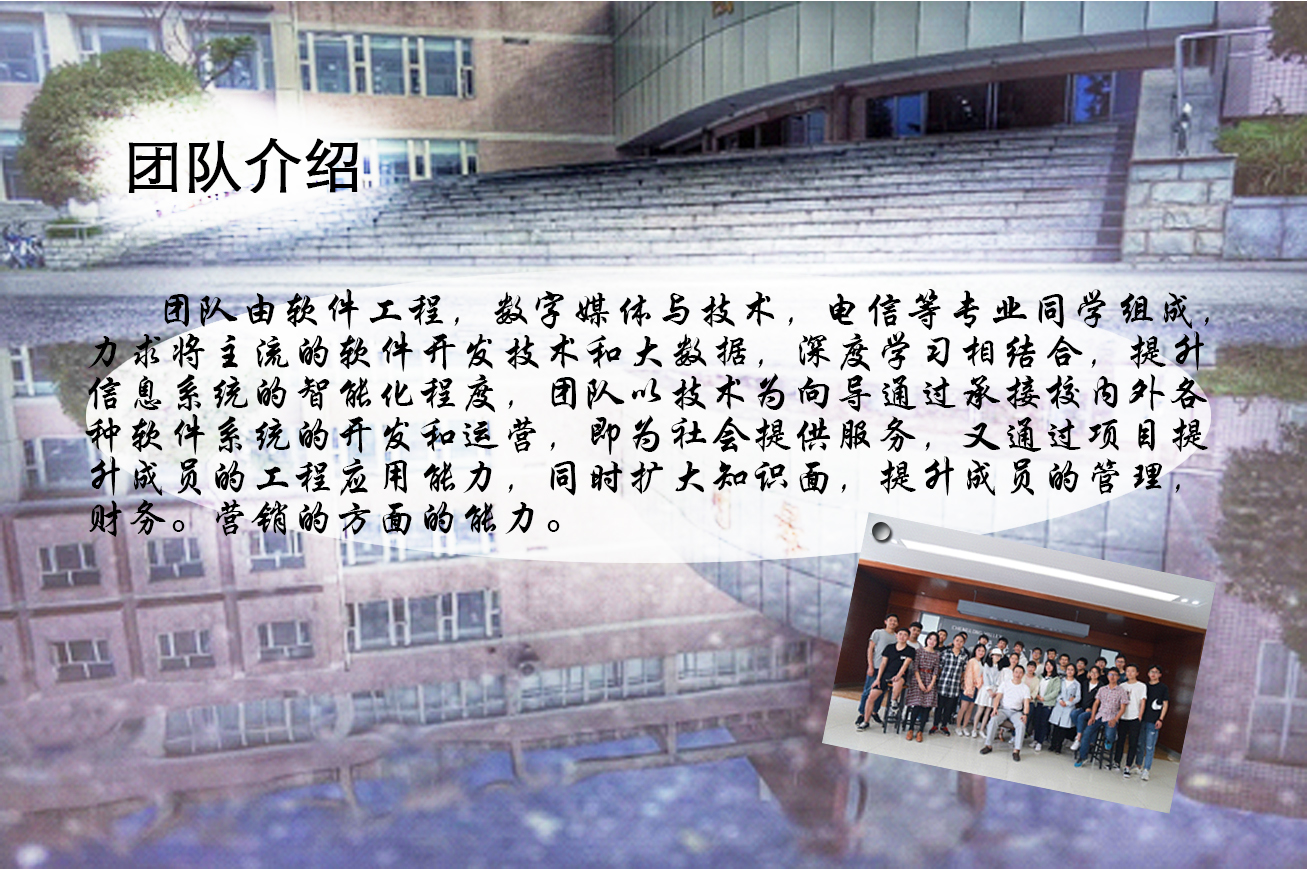 团队介绍
团队由软件工程，数字媒体与技术，电信等专业同学组成，
力求将主流的软件开发技术和大数据，深度学习相结合，提升
信息系统的智能化程度，团队以技术为向导通过承接校内外各
种软件系统的开发和运营，即为社会提供服务，又通过项目提
升成员的工程应用能力，同时扩大知识面，提升成员的管理，
财务。营销的方面的能力。